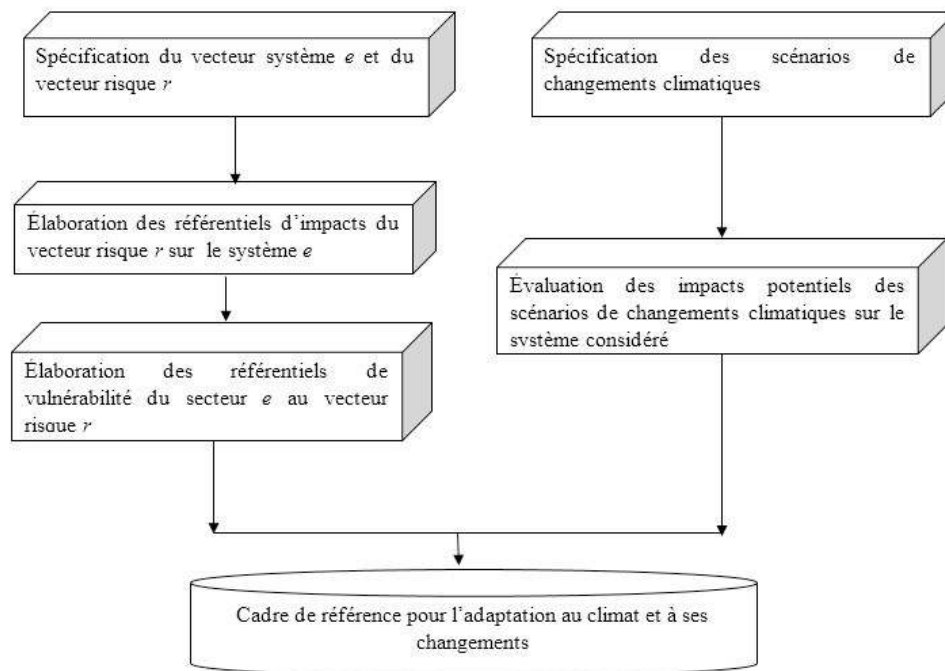 Spécification du vecteur système e et du
vecteur risque r
Spécification des scénarios de
changements climatiques
Élaboration des référentiels d’impacts du
vecteur risque r sur le système e
Évaluation des impacts potentiels des
scénarios de changements climatiques sur le
système considéré
Élaboration des référentiels de
vulnérabilité du secteur e au vecteur
risque r
Cadre de référence pour l’adaptation au climat et à ses
changements